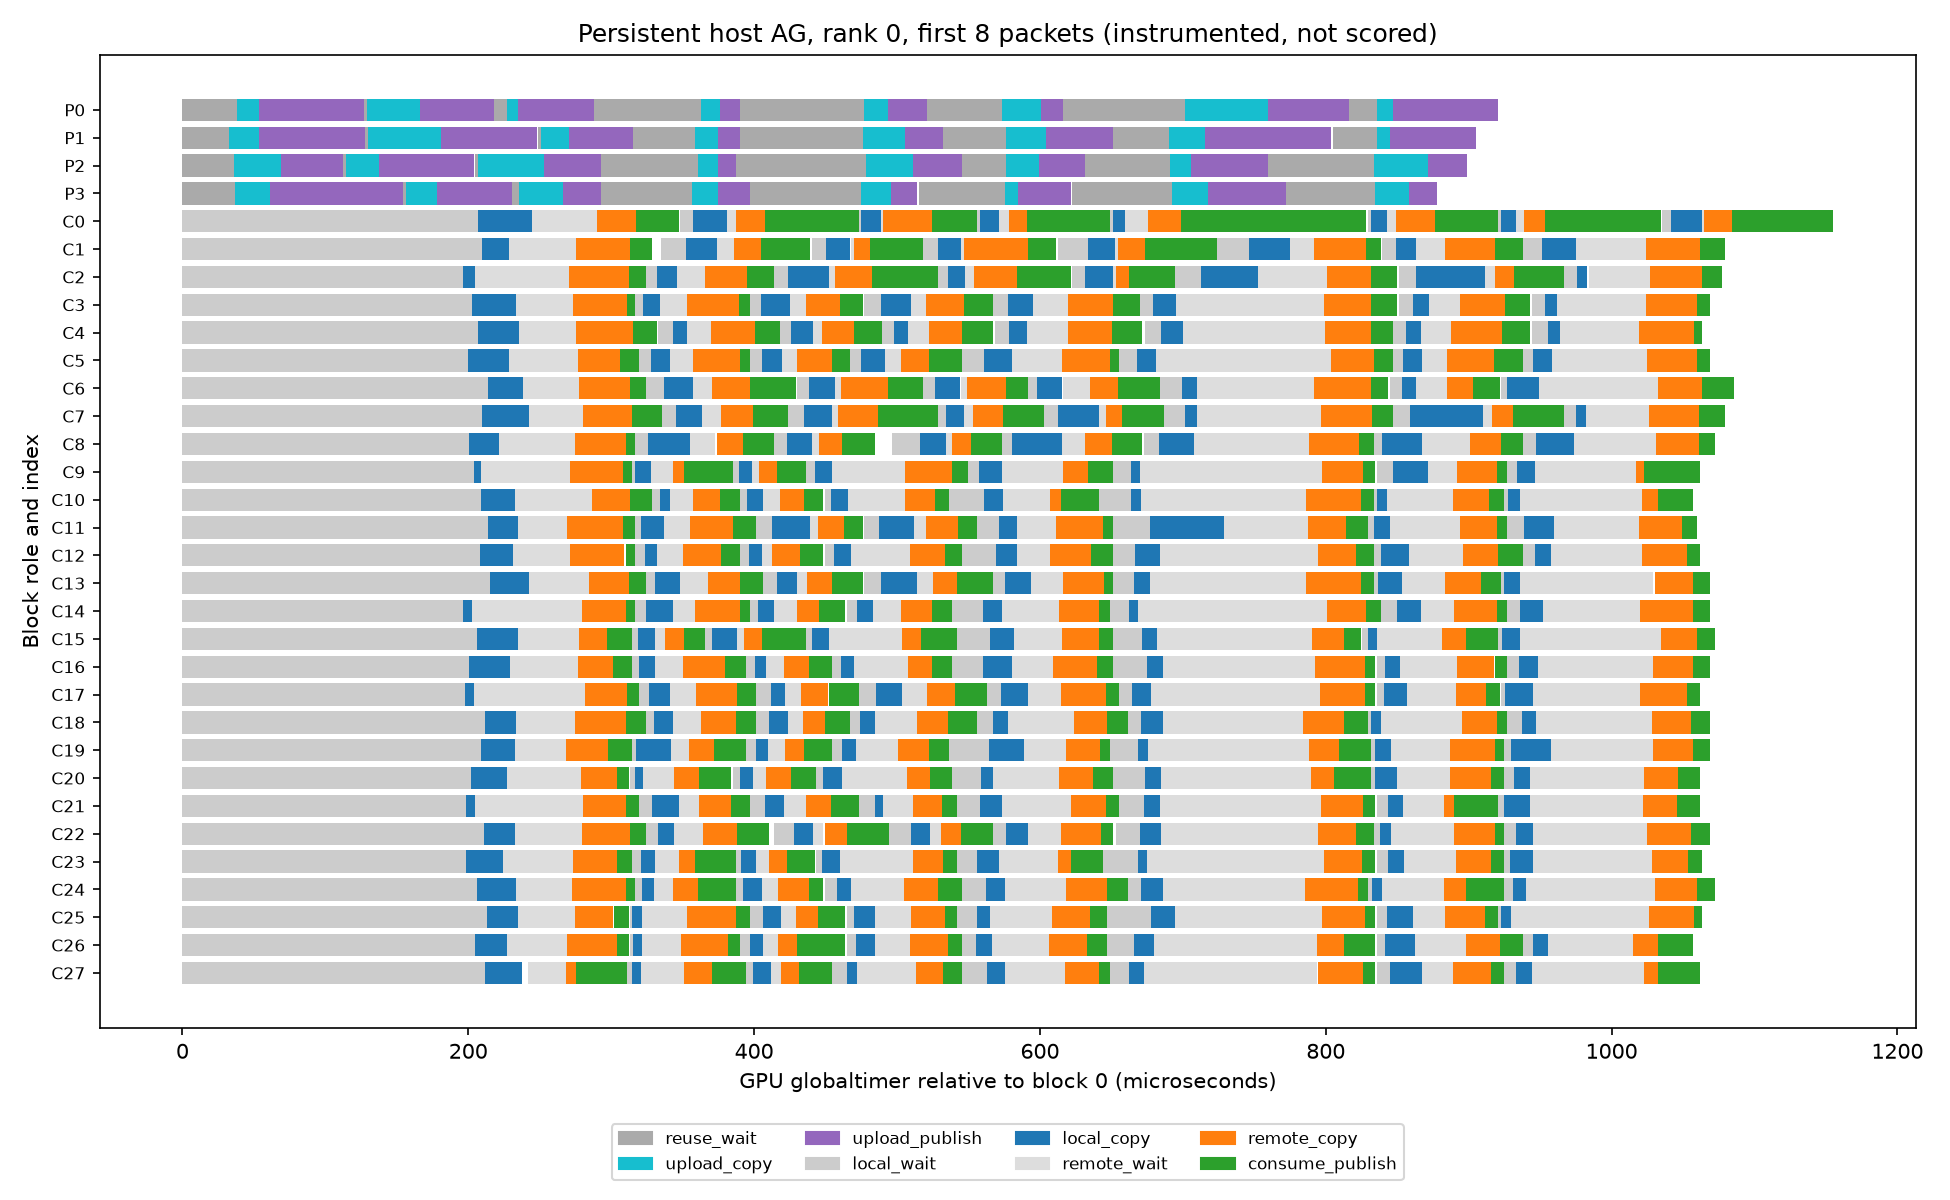 Persistent host AG, rank 0, first 8 packets (instrumented, not scored)
Block role and index
P0
P1
P2
P3
C0
C1
C2
C3
C4
C5
C6
C7
C8
C9
C10
C11
C12
C13
C14
C15
C16
C17
C18
C19
C20
C21
C22
C23
C24
C25
C26
C27
0 200 400 600 800 1000 1200
GPU globaltimer relative to block 0 (microseconds)
reuse_wait upload_publish local_copy remote_copy
upload_copy local_wait remote_wait consume_publish